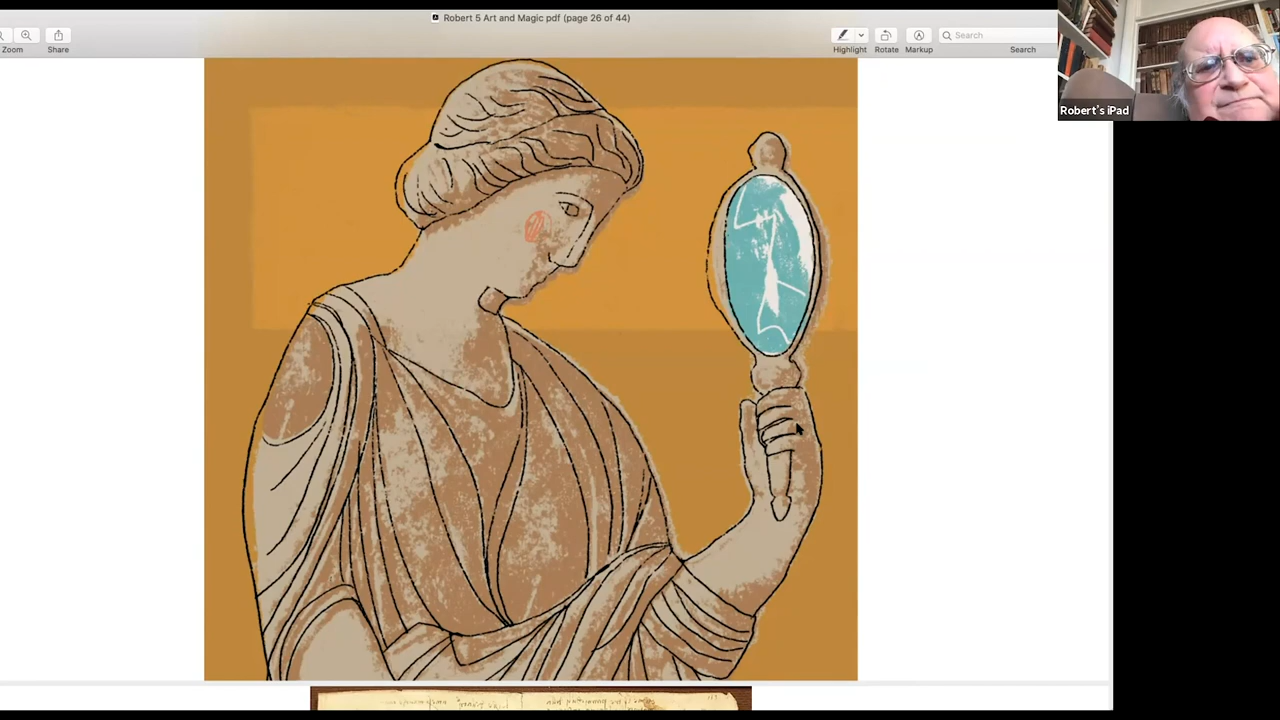 Robert 5 Art and Magic pdf (page 26 of 44)
Zoom
Share
Highlight
Rotate
Markup
Search
Search
Robert's iPad